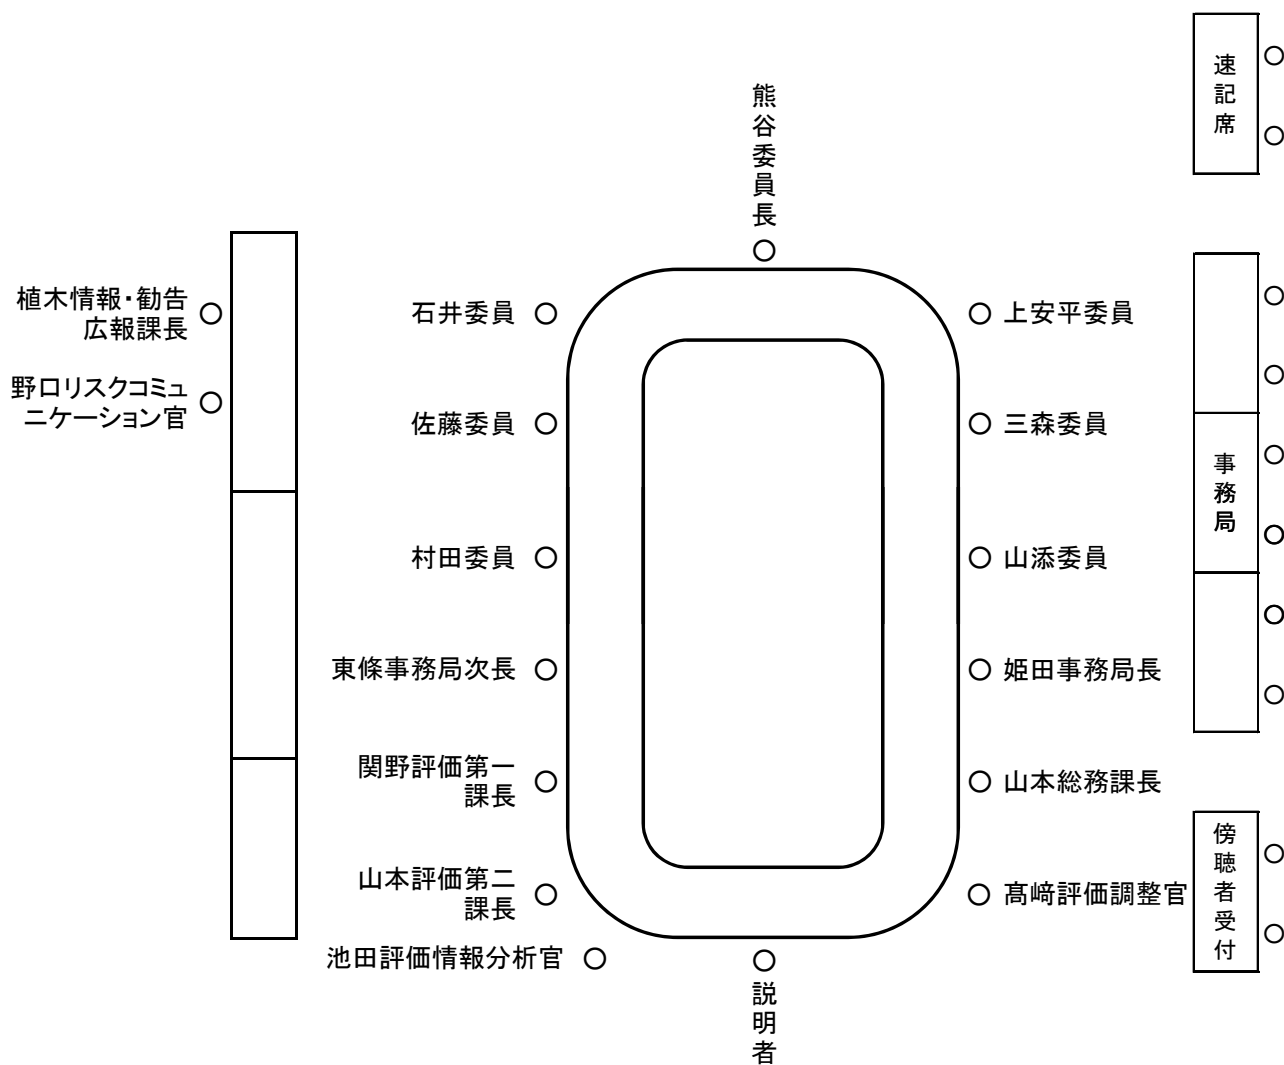 速記席
熊谷委員長
植木情報・勧告
広報課長
石井委員
上安平委員
野口リスクコミュ
ニケーション官
佐藤委員
三森委員
事務局
村田委員
山添委員
東條事務局次長
姫田事務局長
関野評価第一
課長
山本総務課長
傍聴者受付
山本評価第二
課長
髙﨑評価調整官
池田評価情報分析官
説明者